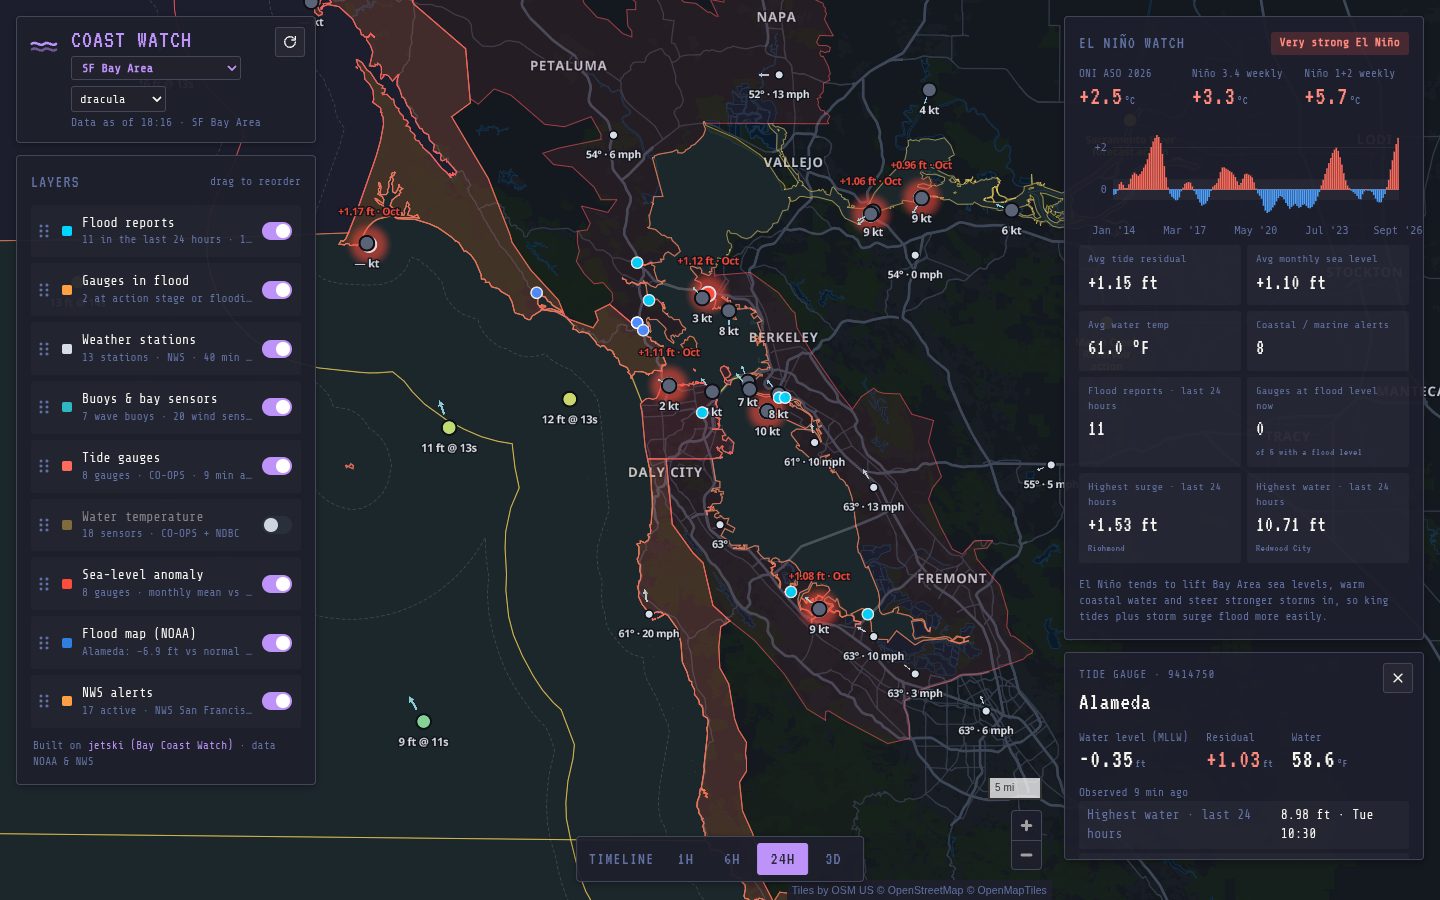 COAST WATCH
SF Bay Area
dracula
Data as of 18:16 · SF Bay Area
LAYERS
drag to reorder
Flood reports
11 in the last 24 hours · 1…
Gauges in flood
2 at action stage or floodi…
Weather stations
13 stations · NWS · 40 min …
Buoys & bay sensors
7 wave buoys · 20 wind sens…
Tide gauges
8 gauges · CO-OPS · 9 min a…
Water temperature
18 sensors · CO-OPS + NDBC
Sea-level anomaly
8 gauges · monthly mean vs …
Flood map (NOAA)
Alameda: -6.9 ft vs normal …
NWS alerts
17 active · NWS San Francis…
Built on jetski (Bay Coast Watch) · data
NOAA & NWS
kt
NAPA
PETALUMA
52° · 13 mph
4 kt
54° · 6 mph
VALLEJO
+0.96 ft · Oct
+1.06 ft · Oct
9 kt
9 kt
6 kt
+1.17 ft · Oct
— kt
54° · 0 mph
+1.12 ft · Oct
3 kt
8 kt
BERKELEY
+1.11 ft · Oct
2 kt
kt
7 kt
8 kt
10 kt
12 ft @ 13s
11 ft @ 13s
61° · 10 mph
DALY CITY
55° · 5 m
63° · 13 mph
63°
+1.08 ft · Oct
FREMONT
9 kt
61° · 20 mph
63° · 10 mph
63° · 3 mph
63° · 6 mph
9 ft @ 11s
5 mi
+
−
TIMELINE
1H
6H
24H
3D
Tiles by OSM US © OpenStreetMap © OpenMapTiles
EL NIÑO WATCH
Very strong El Niño
ONI ASO 2026
Niño 3.4 weekly
Niño 1+2 weekly
+2.5 °C
+3.3 °C
+5.7 °C
+2
0
LODI
Jan '14
Mar '17
May '20
Jul '23
Sept '26
Avg tide residual
+1.15 ft
Avg monthly sea level
+1.10 ft
STOCKTON
Avg water temp
61.0 °F
Coastal / marine alerts
8
MANTECA
Flood reports · last 24
hours
11
Gauges at flood level
now
0
of 6 with a flood level
TRACY
Highest surge · last 24
hours
+1.53 ft
Richmond
Highest water · last 24
hours
10.71 ft
Redwood City
El Niño tends to lift Bay Area sea levels, warm
coastal water and steer stronger storms in, so king
tides plus storm surge flood more easily.
TIDE GAUGE · 9414750
Alameda
Water level (MLLW)
Residual
Water
-0.35 ft
+1.03 ft
58.6 °F
Observed 9 min ago
Highest water · last 24
hours
8.98 ft · Tue
10:30